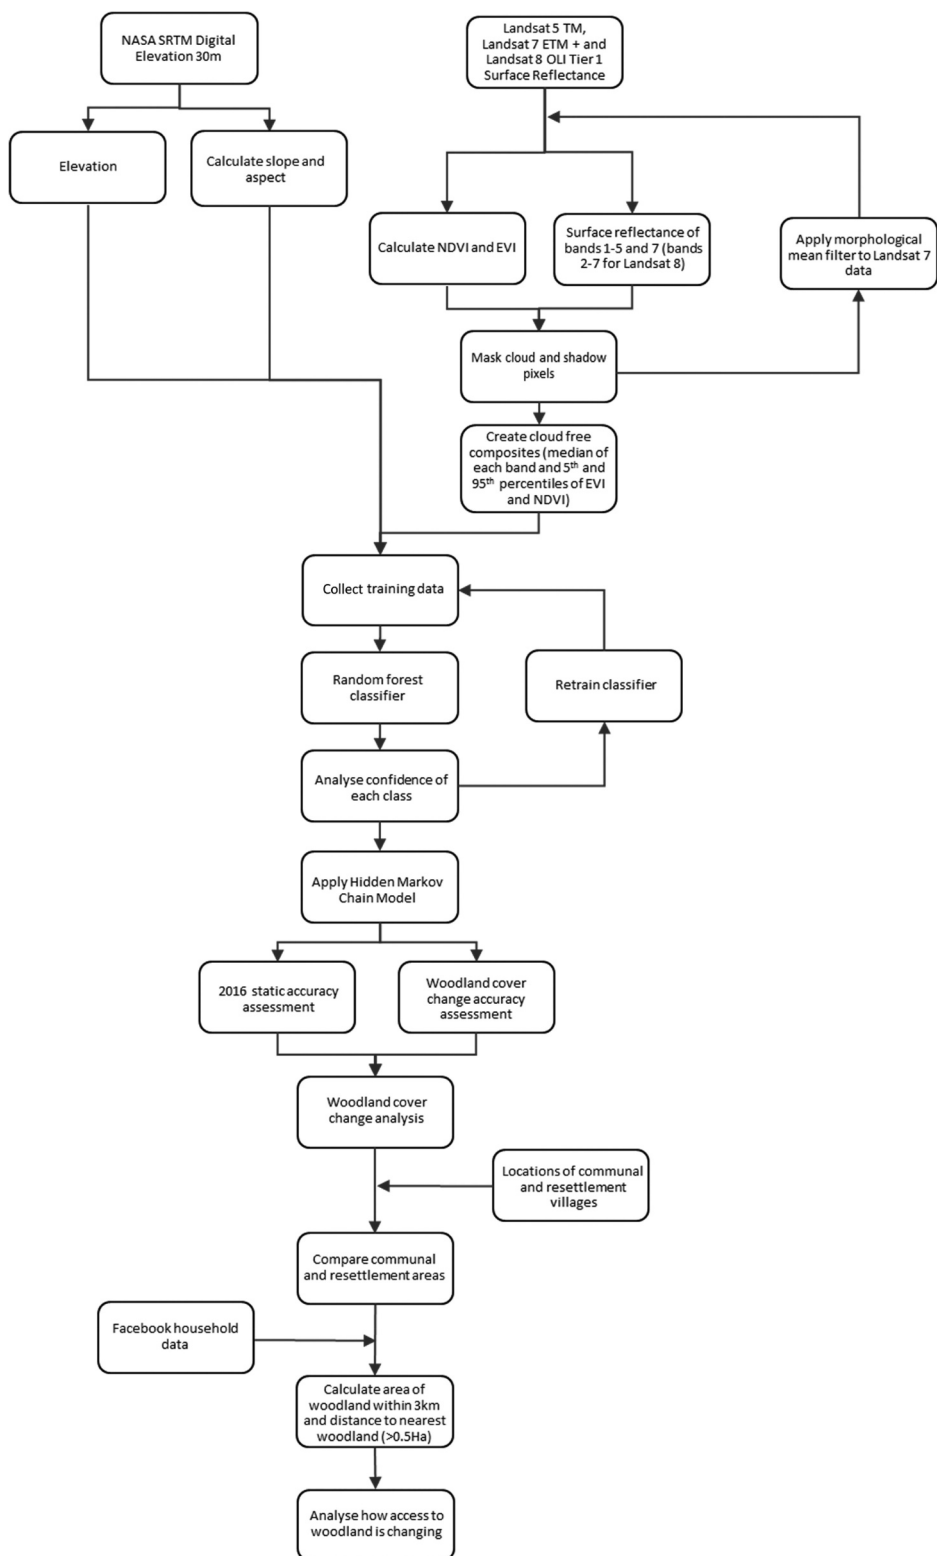 NASA SRTM Digital
Elevation 30m
Landsat 5 TM,
Landsat 7 ETM + and
Landsat 8 OLI Tier 1
Surface Reflectance
Elevation
Calculate slope and
aspect
Calculate NDVI and EVI
Surface reflectance of
bands 1-5 and 7 (bands
2-7 for Landsat 8)
Apply morphological
mean filter to Landsat 7
data
Mask cloud and shadow
pixels
Create cloud free
composites (median of
each band and 5th and
95th percentiles of EVI
and NDVI)
Collect training data
Random forest
classifier
Retrain classifier
Analyse confidence of
each class
Apply Hidden Markov
Chain Model
2016 static accuracy
assessment
Woodland cover
change accuracy
assessment
Woodland cover
change analysis
Locations of communal
and resettlement
villages
Compare communal
and resettlement areas
Facebook household
data
Calculate area of
woodland within 3km
and distance to nearest
woodland (>0.5Ha)
Analyse how access to
woodland is changing